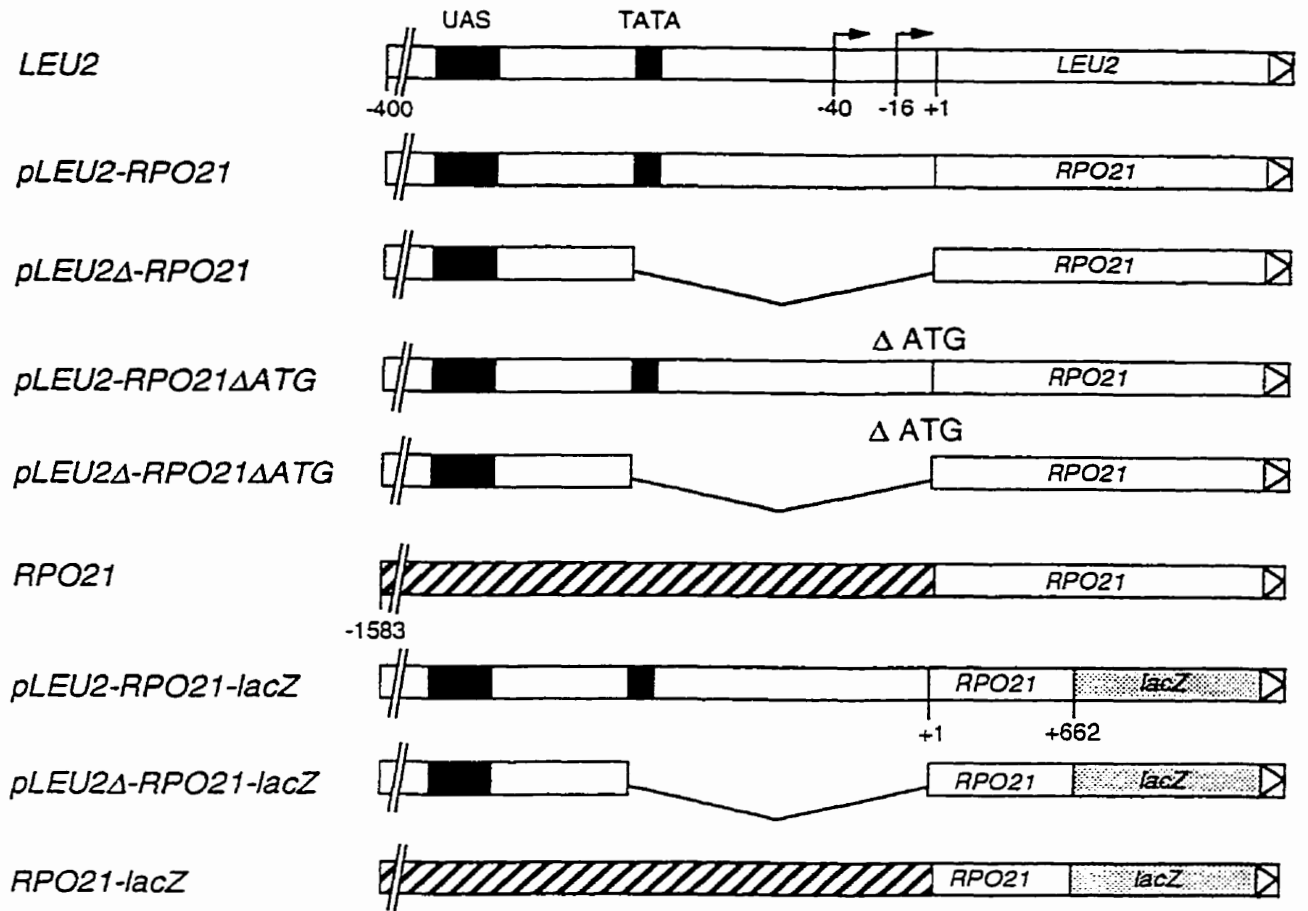 UAS TATA
LEU2 LEU2
-400 -40 -16 +1
pLEU2-RPO21 RPO21
pLEU2Δ-RPO21 RPO21
Δ ATG
pLEU2-RPO21ΔATG RPO21
Δ ATG
pLEU2Δ-RPO21ΔATG RPO21
RPO21 RPO21
-1583
pLEU2-RPO21-lacZ RPO21 lacZ
+1 +662
pLEU2Δ-RPO21-lacZ RPO21 lacZ
RPO21-lacZ RPO21 lacZ